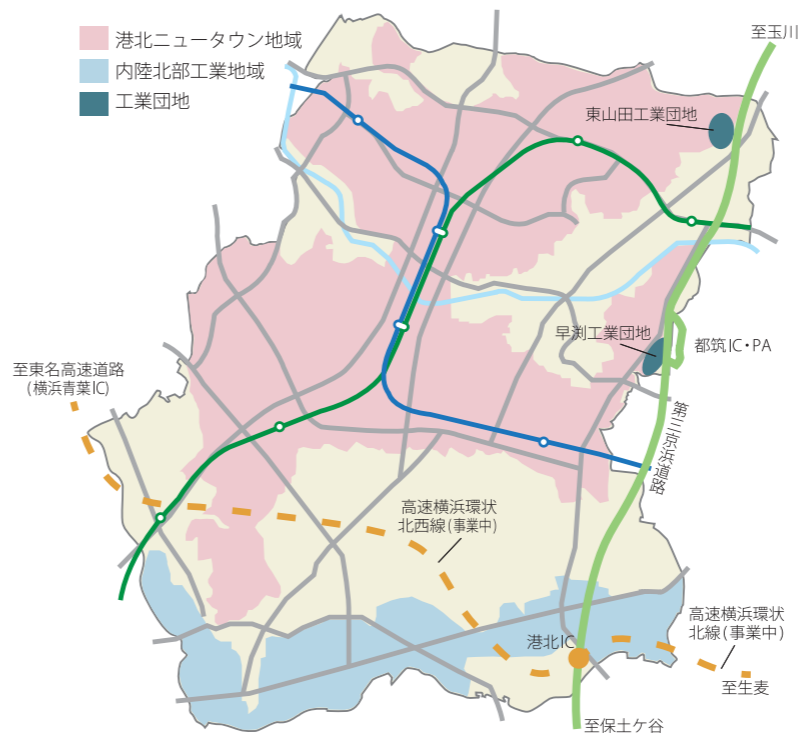 港北ニュータウン地域
内陸北部工業地域
工業団地
至玉川
東山田工業団地
早渕工業団地
都筑IC・PA
至東名高速道路
(横浜青葉IC)
第三京浜道路
高速横浜環状
北西線(事業中)
高速横浜環状
北線(事業中)
港北IC
至生麦
至保土ケ谷